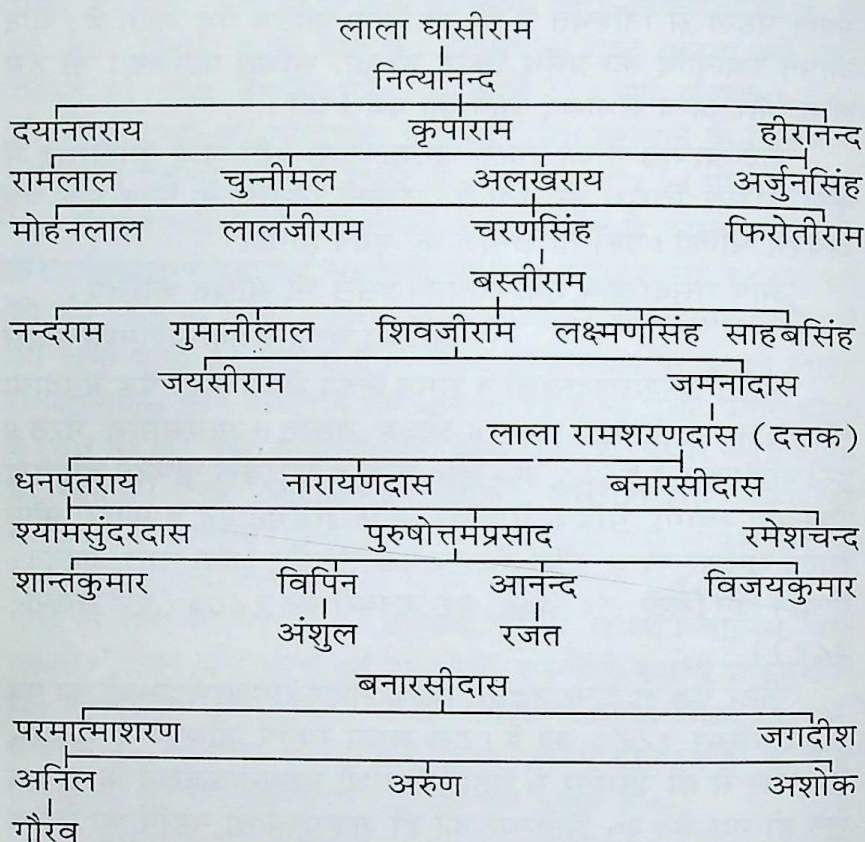 लाला घासीराम
नित्यानन्द
दयानतराय कृपाराम हीरानन्द
रामलाल चुन्नीमल अलखराय अर्जुनसिंह
मोहनलाल लालजीराम चरणसिंह फिरोतीराम
बस्तीराम
नन्दराम गुमानीलाल शिवजीराम लक्ष्मणसिंह साहबसिंह
जयसीराम जमनादास
लाला रामशरणदास (दत्तक)
धनपतराय नारायणदास बनारसीदास
श्यामसुंदरदास पुरुषोत्तमप्रसाद रमेशचन्द
शान्तकुमार विपिन आनन्द विजयकुमार
अंशुल रजत
बनारसीदास
परमात्माशरण जगदीश
अनिल अरुण अशोक
गौरव